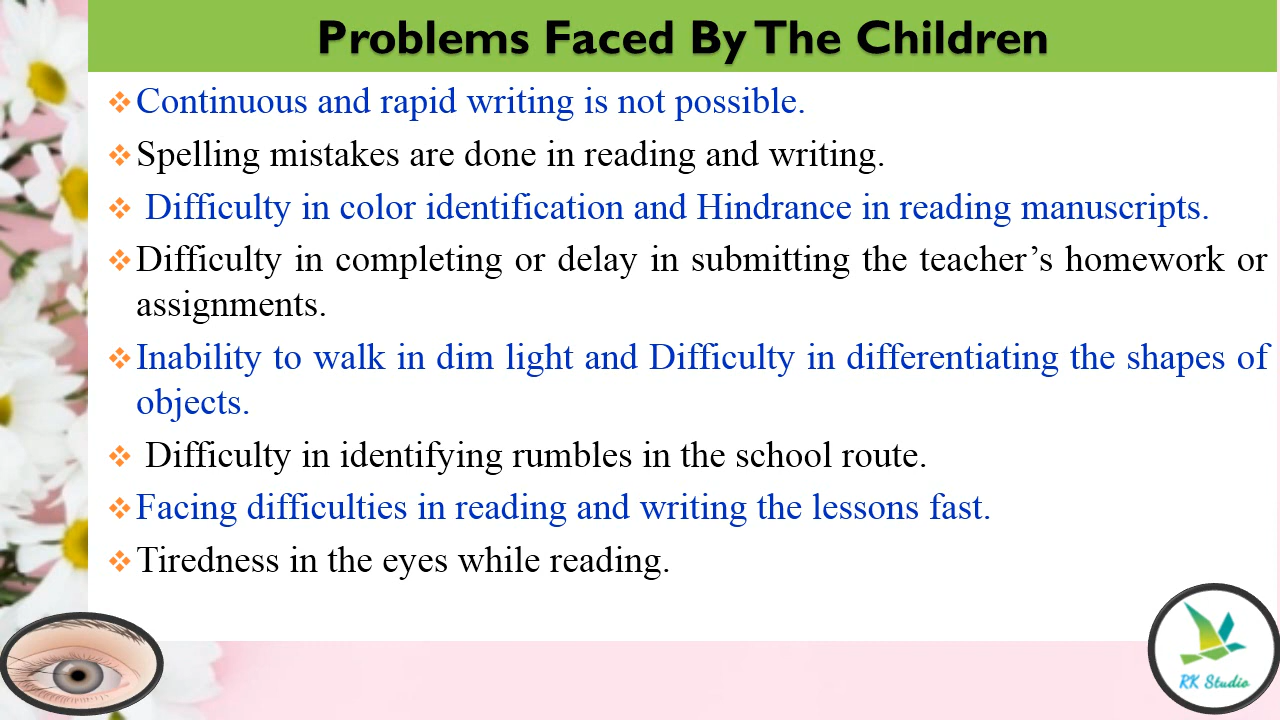 Problems Faced By The Children
❖Continuous and rapid writing is not possible.
❖Spelling mistakes are done in reading and writing.
❖ Difficulty in color identification and Hindrance in reading manuscripts.
❖Difficulty in completing or delay in submitting the teacher’s homework or
assignments.
❖Inability to walk in dim light and Difficulty in differentiating the shapes of
objects.
❖ Difficulty in identifying rumbles in the school route.
❖Facing difficulties in reading and writing the lessons fast.
❖Tiredness in the eyes while reading.
RK Studio